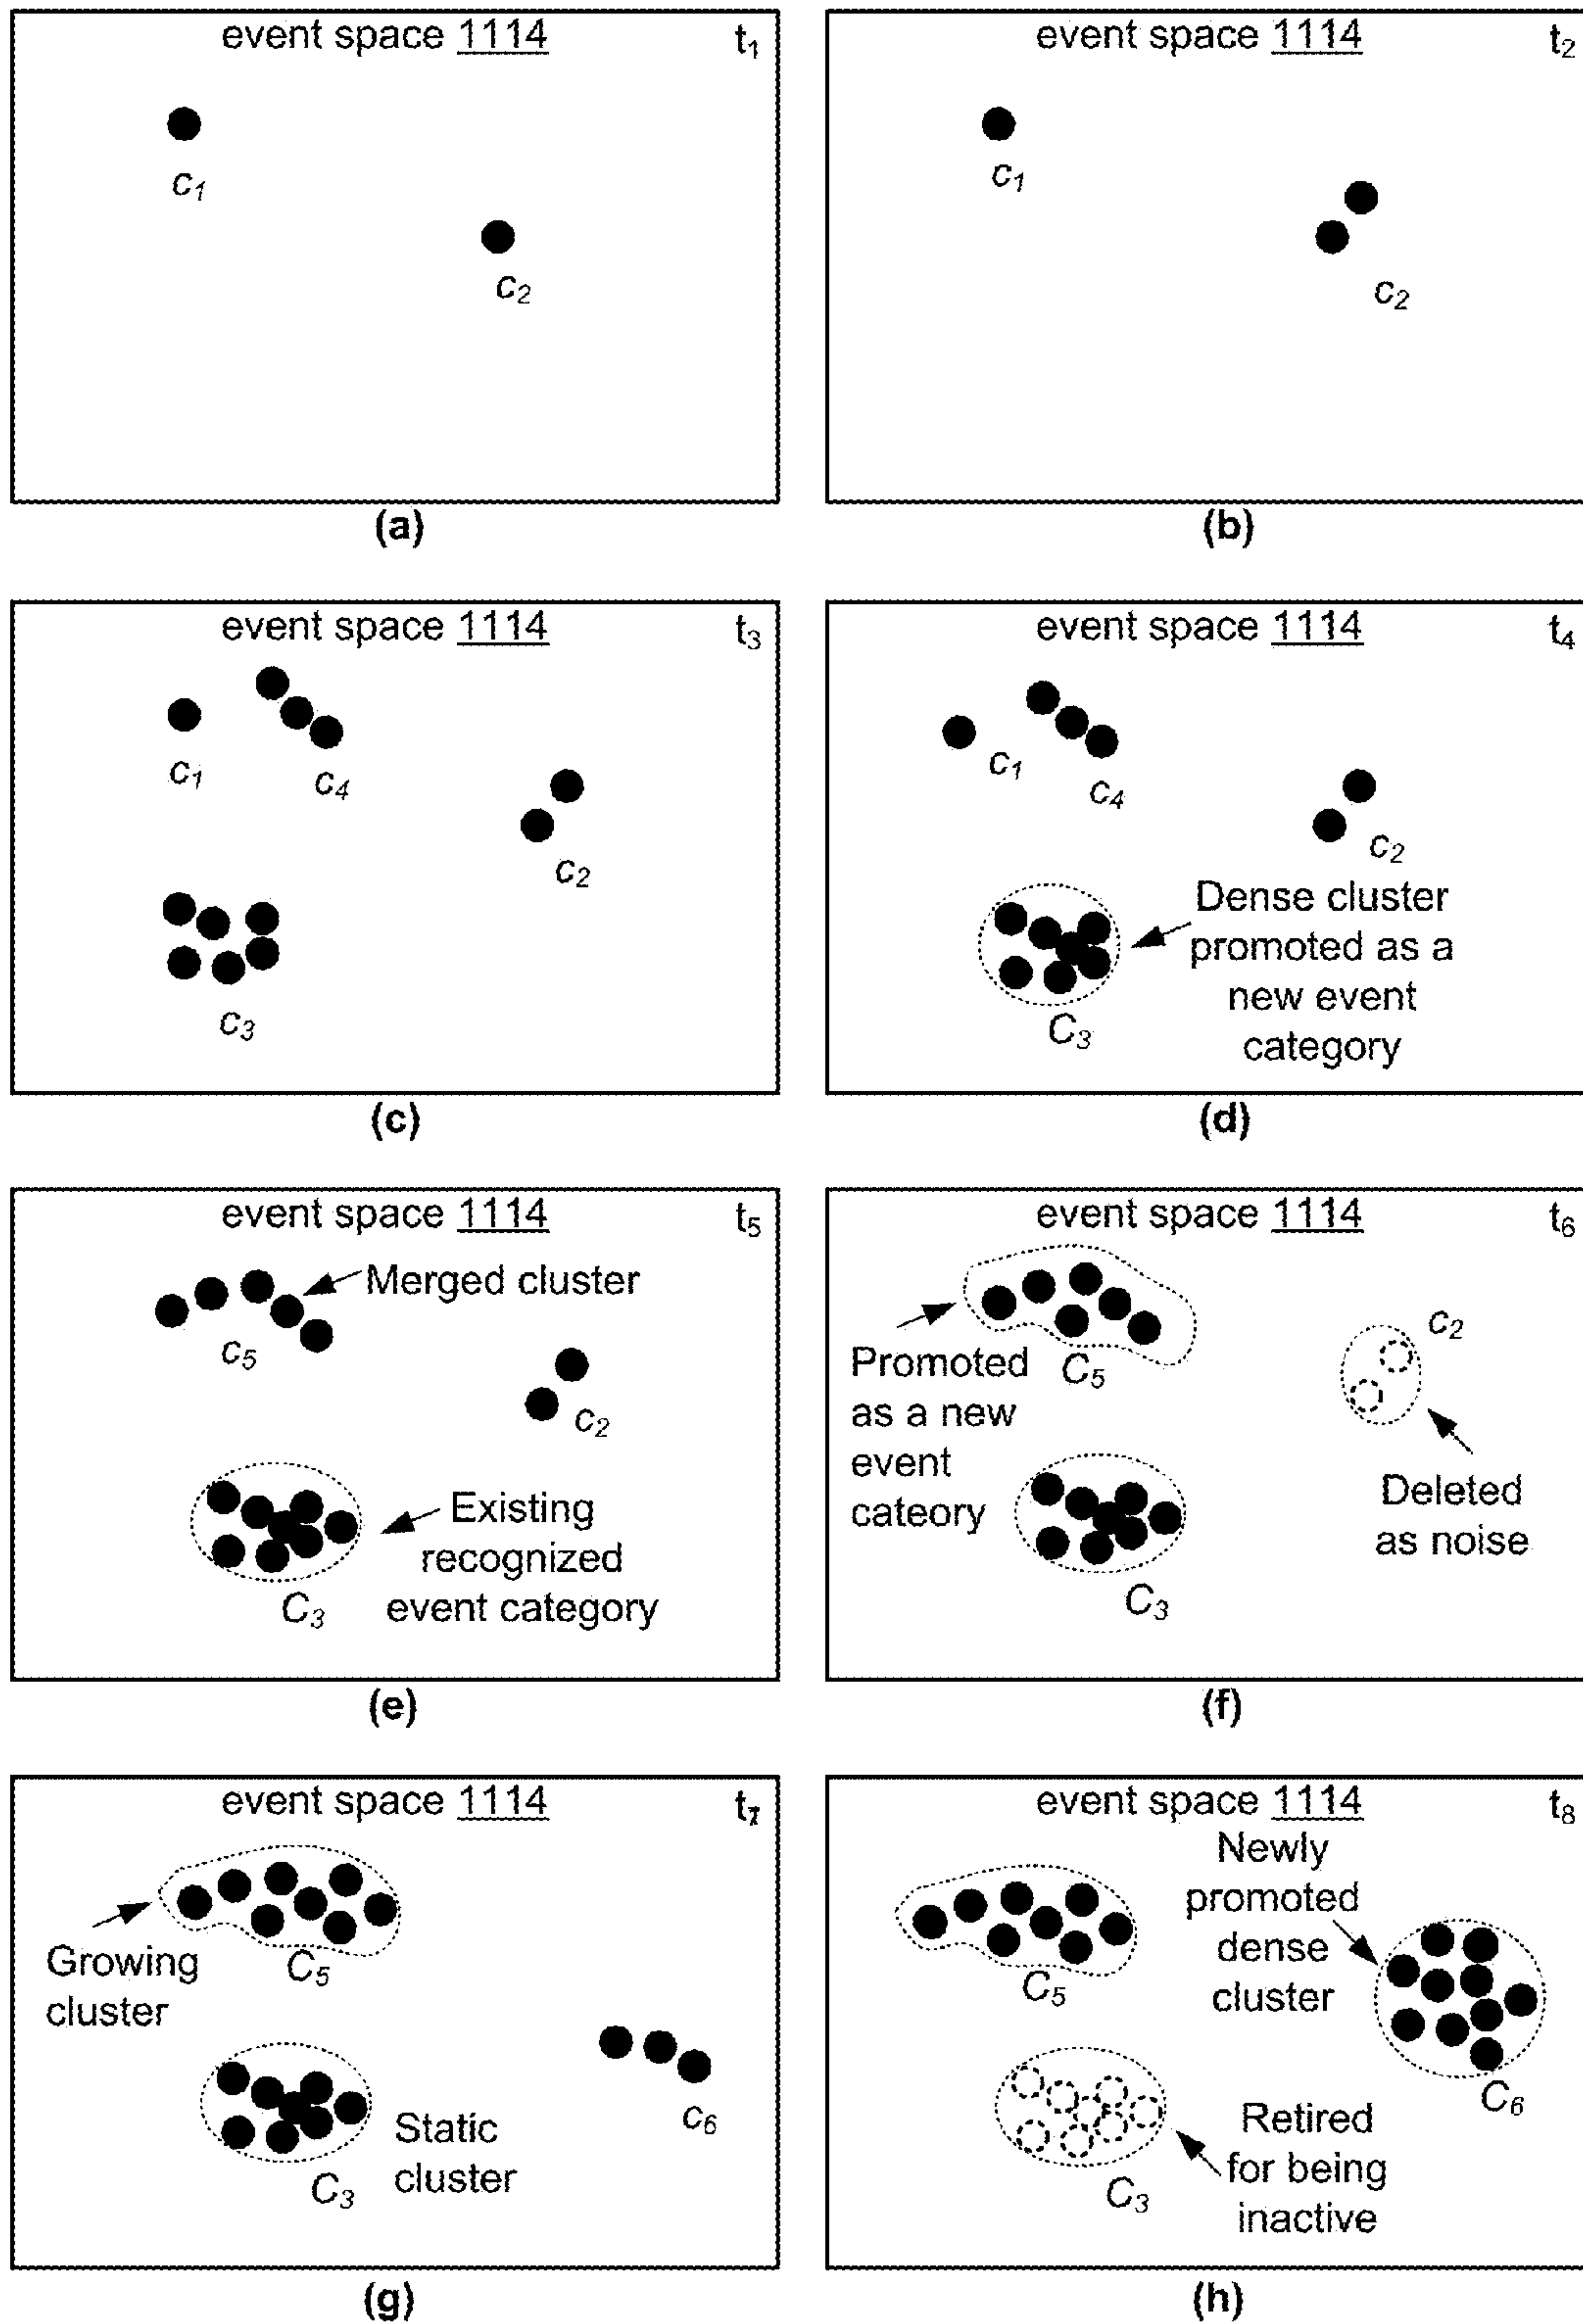 event space 1114 t₁
c₁
c₂
(a)
event space 1114 t₂
c₁
c₂
(b)
event space 1114 t₃
c₁
c₄
c₂
c₃
(c)
event space 1114 t₄
c₁
c₄
c₂
Dense cluster
promoted as a
new event
category
C₃
(d)
event space 1114 t₅
Merged cluster
c₅
c₂
Existing
recognized
event category
C₃
(e)
event space 1114 t₆
c₂
Promoted
as a new
event
cateory
C₅
Deleted
as noise
C₃
(f)
event space 1114 t₇
Growing
cluster
C₅
c₆
Static
cluster
C₃
(g)
event space 1114 t₈
Newly
promoted
dense
cluster
C₅
C₆
Retired
for being
inactive
C₃
(h)